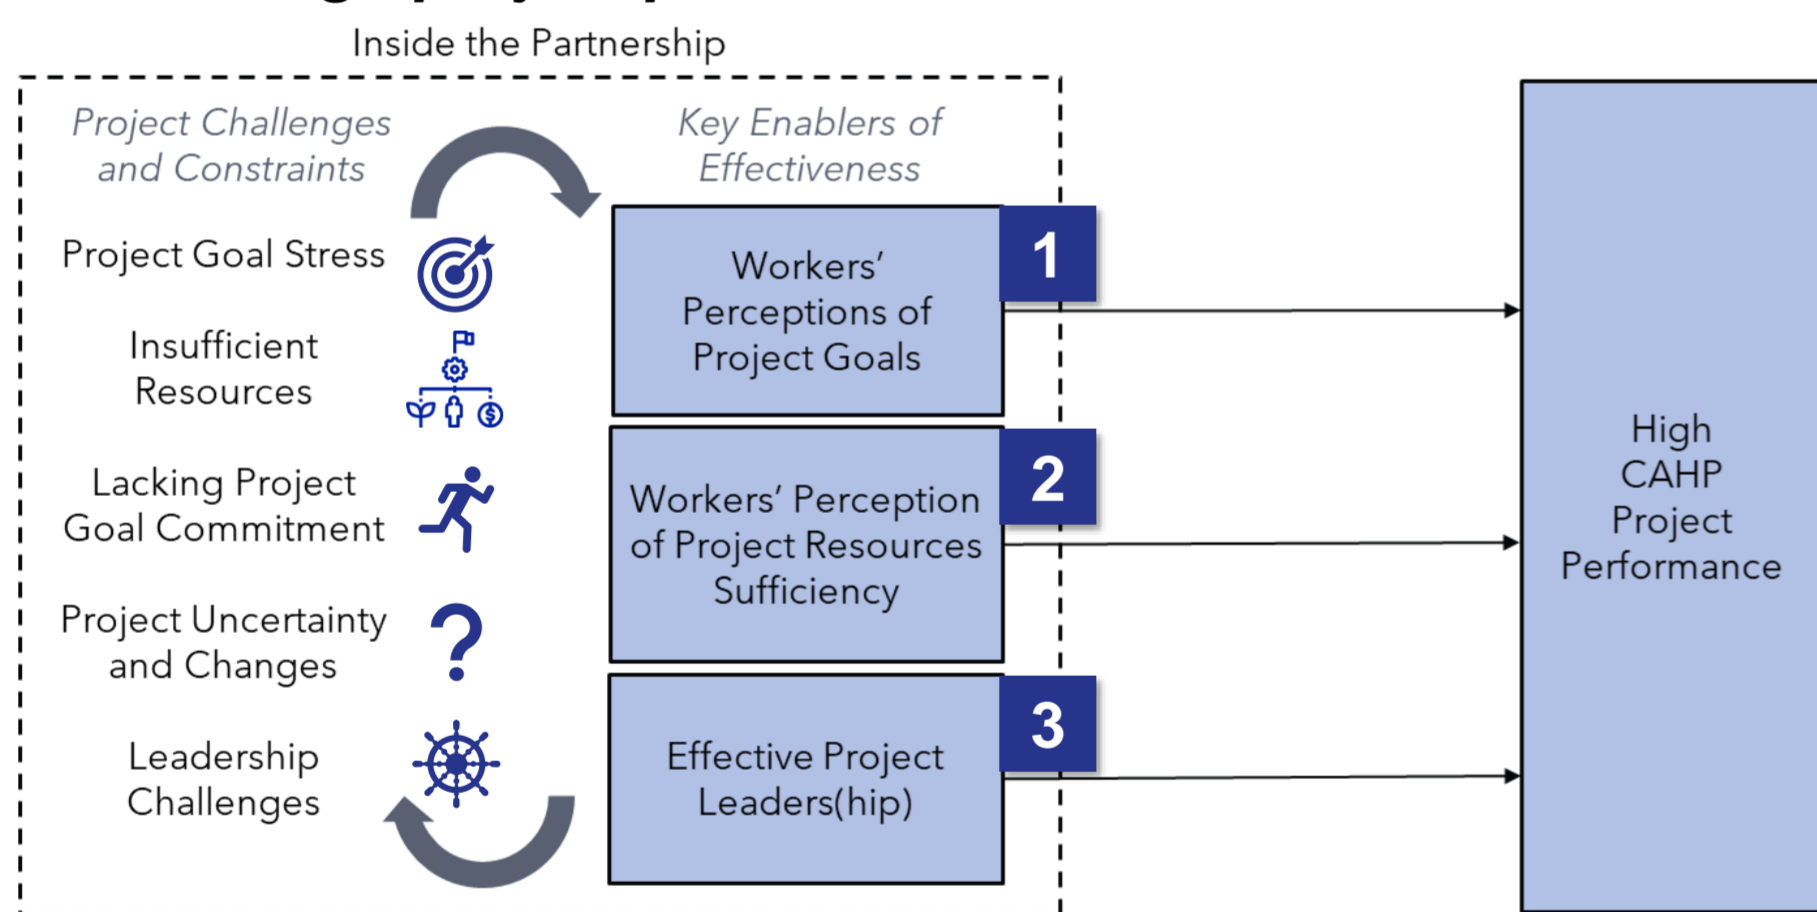 Inside the Partnership
Project Challenges
and Constraints
Key Enablers of
Effectiveness
Project Goal Stress
Insufficient
Resources
Lacking Project
Goal Commitment
Project Uncertainty
and Changes
Leadership
Challenges
Workers’
Perceptions of
Project Goals
1
Workers’ Perception
of Project Resources
Sufficiency
2
Effective Project
Leaders(hip)
3
High
CAHP
Project
Performance